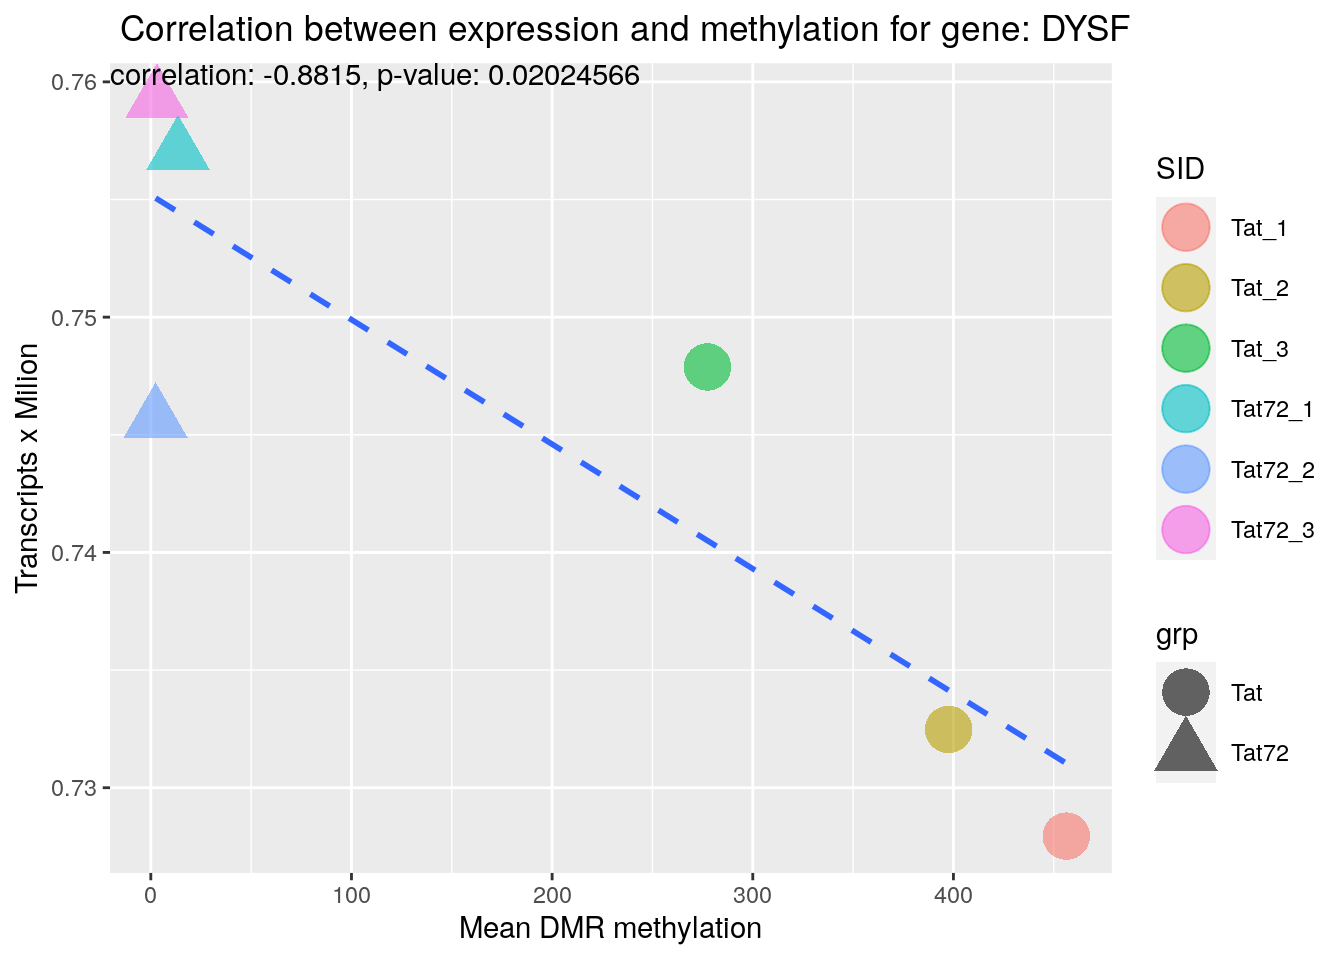 Correlation between expression and methylation for gene: DYSF
correlation: -0.8815, p-value: 0.02024566
0.76
0.75
0.74
0.73
Transcripts x Milion
0 100 200 300 400
Mean DMR methylation
SID
Tat_1
Tat_2
Tat_3
Tat72_1
Tat72_2
Tat72_3
grp
Tat
Tat72